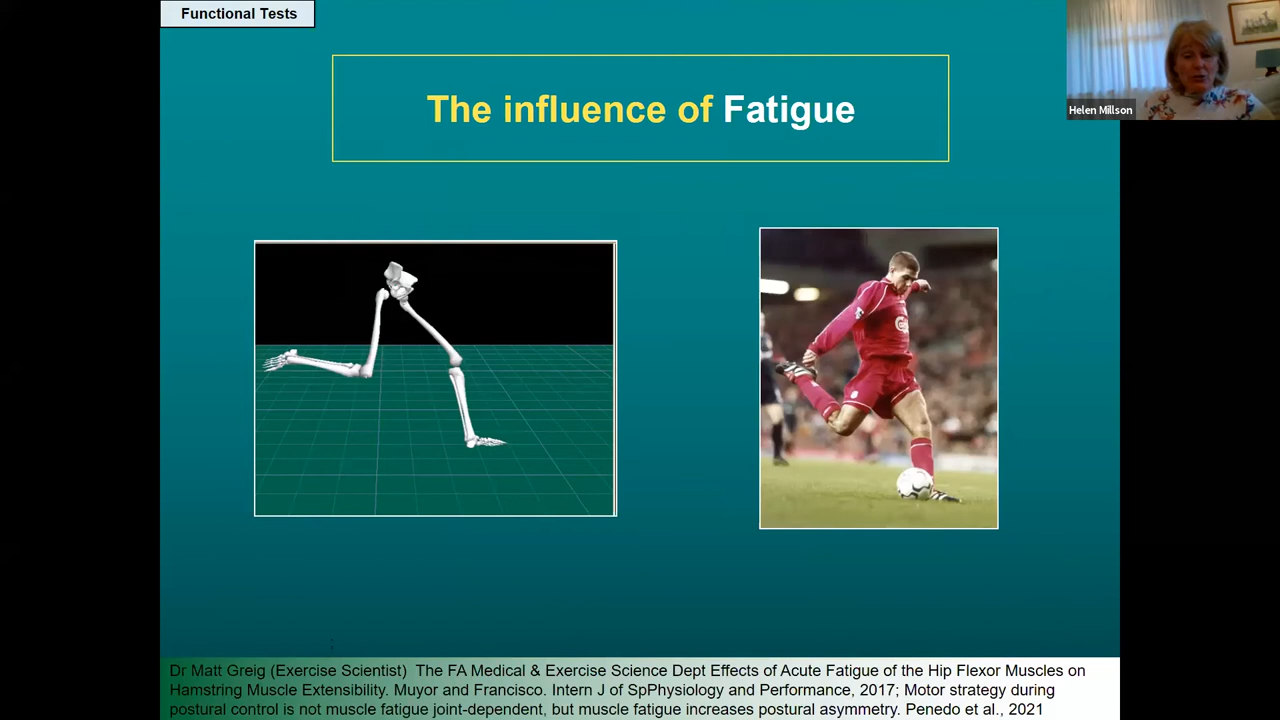 Functional Tests
The influence of Fatigue
Helen Millson
Dr Matt Greig (Exercise Scientist)  The FA Medical & Exercise Science Dept Effects of Acute Fatigue of the Hip Flexor Muscles on
Hamstring Muscle Extensibility. Muyor and Francisco. Intern J of SpPhysiology and Performance, 2017; Motor strategy during
postural control is not muscle fatigue joint-dependent, but muscle fatigue increases postural asymmetry. Penedo et al., 2021